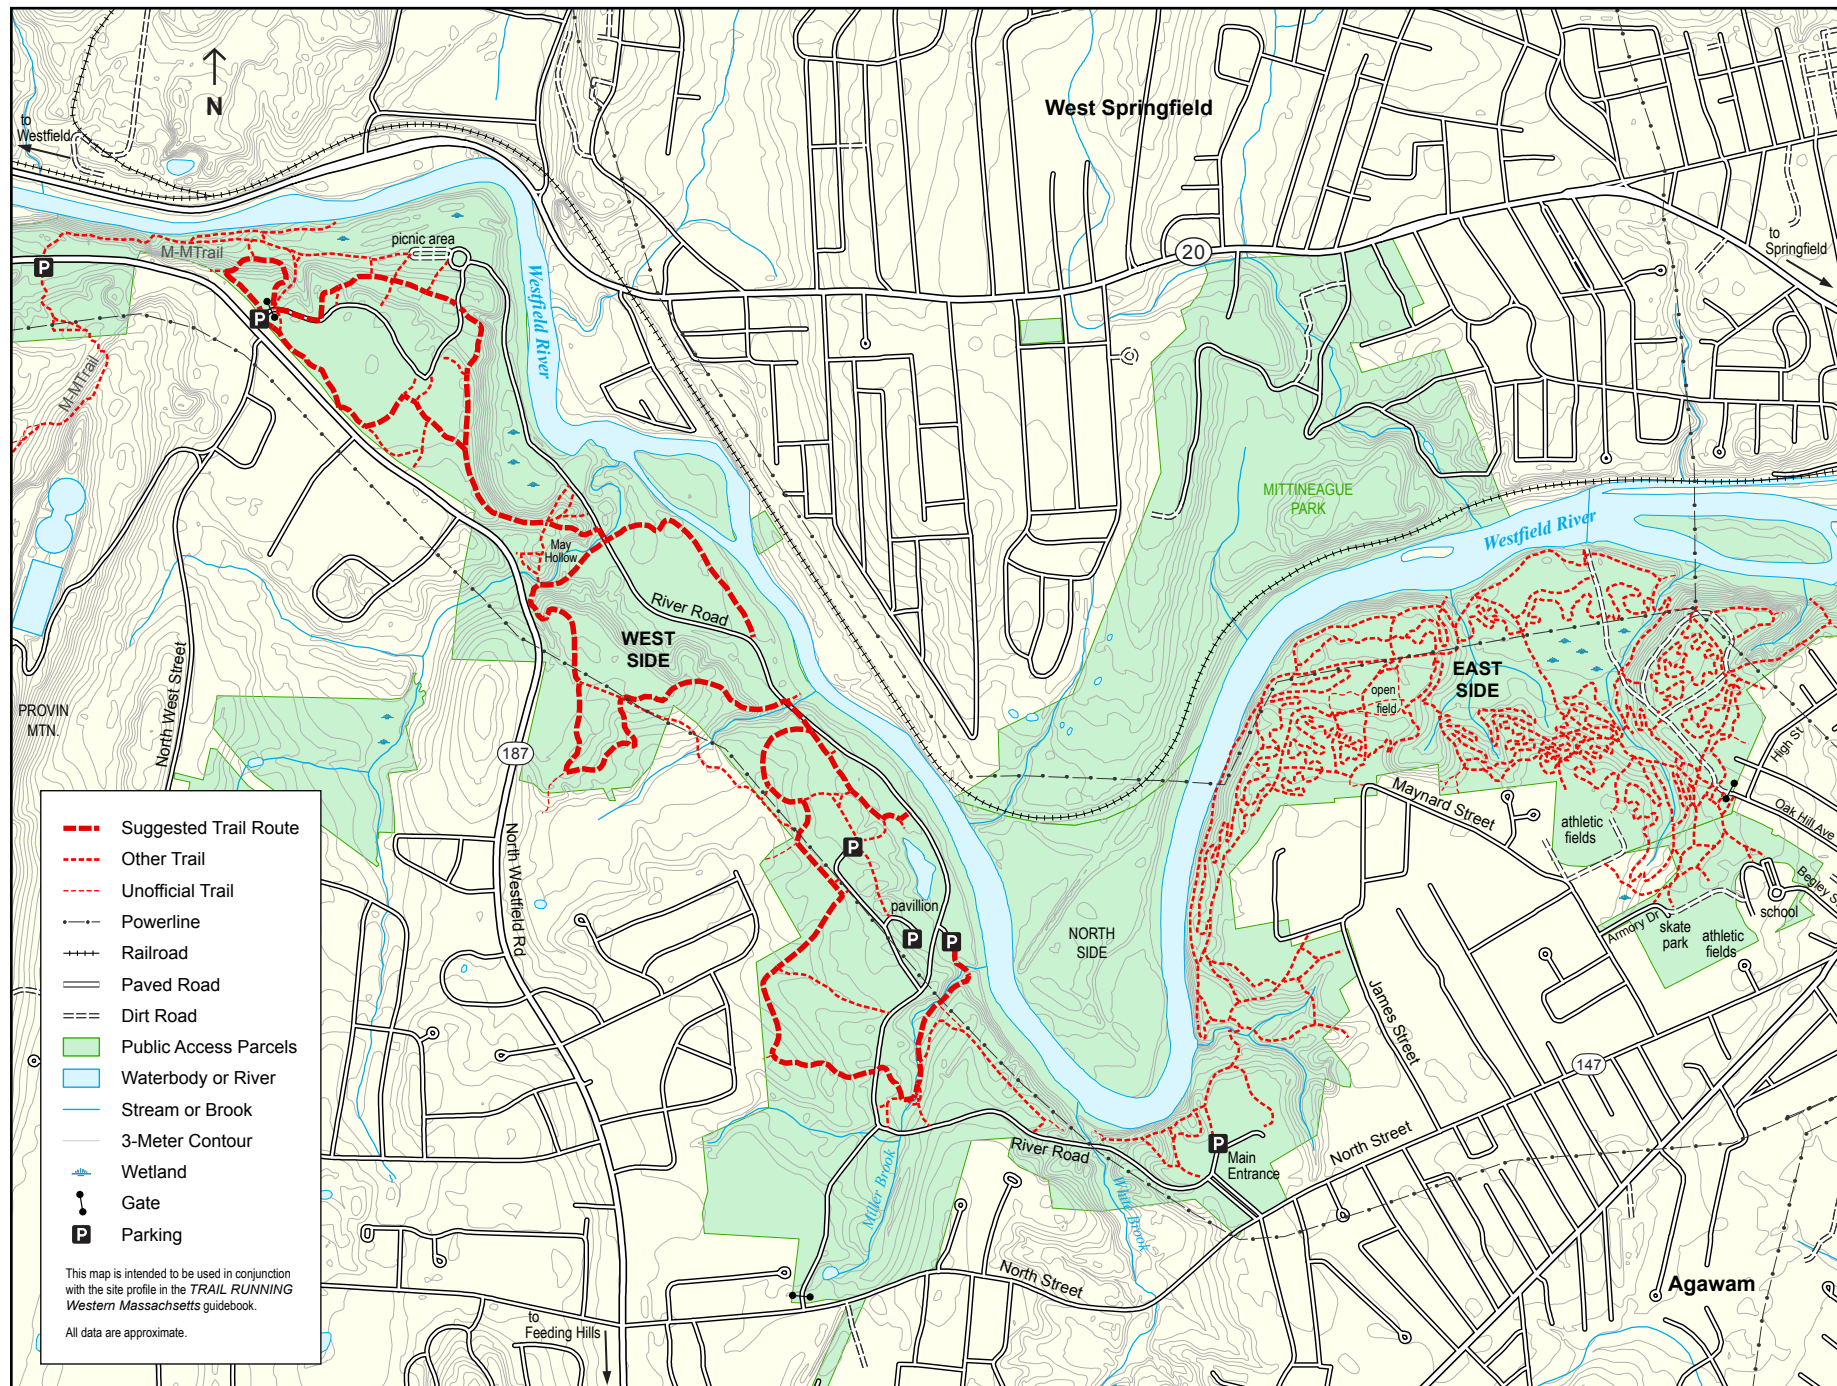 West Springfield
to
Westfield
N
20
to
Springfield
picnic area
M-MTrail
P
P
M-MTrail
Westfield River
Westfield River
MITTINEAGUE
PARK
May
Hollow
River Road
WEST
SIDE
EAST
SIDE
open
field
PROVIN
MTN.
North West Street
187
North Westfield Rd
High St
Oak Hill Ave
Maynard Street
athletic
fields
P
pavillion
P
P
NORTH
SIDE
school
Armory Dr
skate
park
athletic
fields
James Street
147
Suggested Trail Route
Other Trail
Unofficial Trail
Powerline
Railroad
Paved Road
Dirt Road
Public Access Parcels
Waterbody or River
Stream or Brook
3-Meter Contour
Wetland
Gate
P Parking
This map is intended to be used in conjunction
with the site profile in the TRAIL RUNNING
Western Massachsetts guidebook.
All data are approximate.
River Road
P
Main
Entrance
North Street
Miller Brook
White Brook
North Street
Agawam
to
Feeding Hills